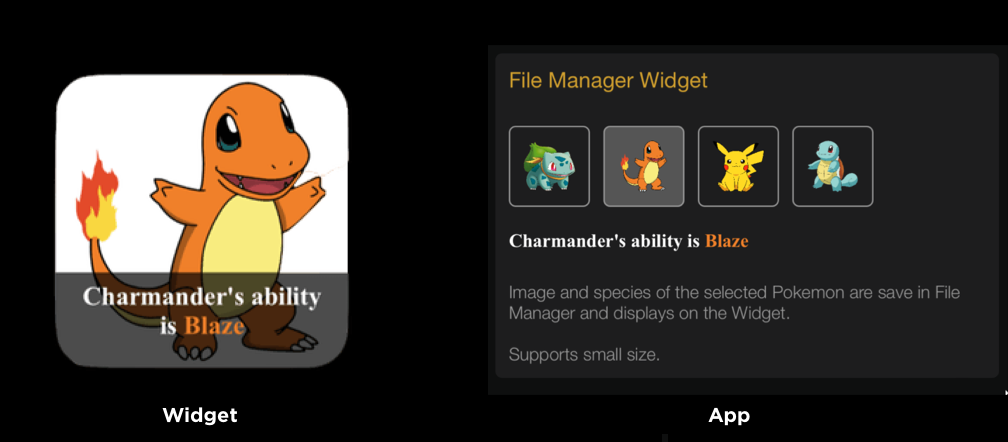 Charmander's ability
is Blaze
Widget
File Manager Widget
Charmander's ability is Blaze
Image and species of the selected Pokemon are save in File
Manager and displays on the Widget.
Supports small size.
App